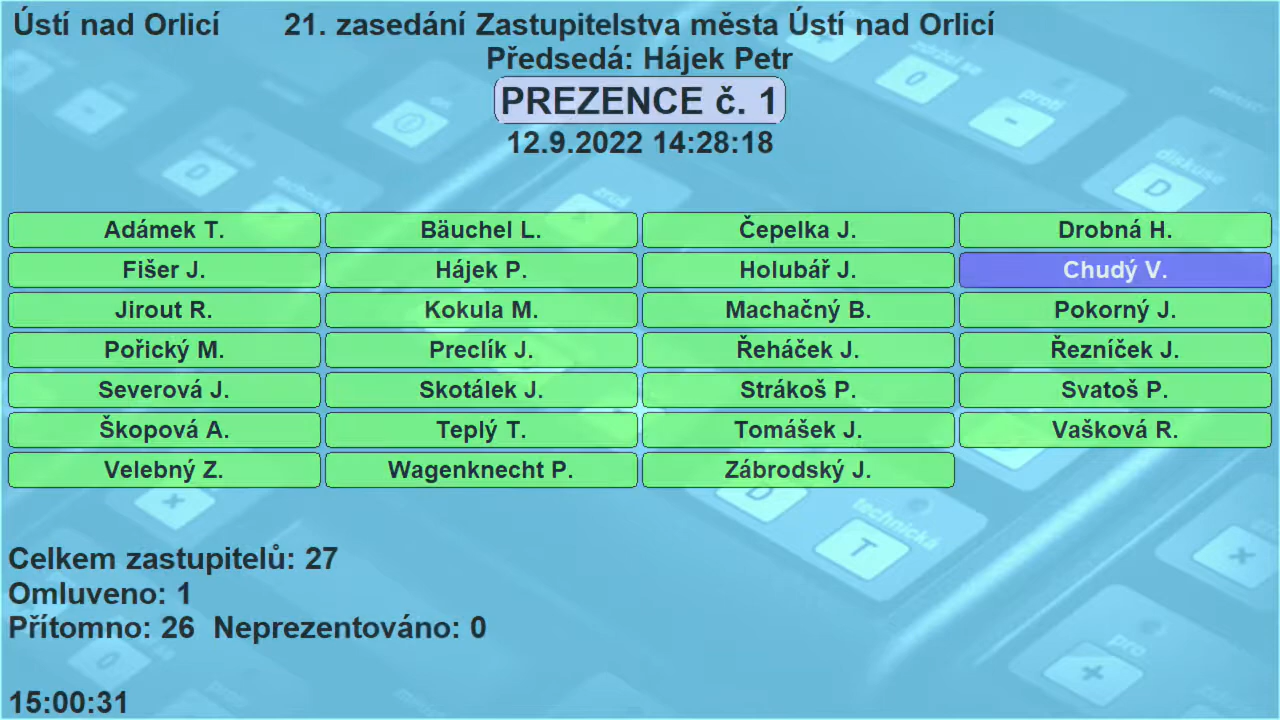 Ústí nad Orlicí 21. zasedání Zastupitelstva města Ústí nad Orlicí
Předsedá: Hájek Petr
PREZENCE č. 1
12.9.2022 14:28:18
Adámek T. Bäuchel L. Čepelka J. Drobná H.
Fišer J. Hájek P. Holubář J. Chudý V.
Jirout R. Kokula M. Machačný B. Pokorný J.
Pořický M. Preclík J. Řeháček J. Řezníček J.
Severová J. Skotálek J. Strákoš P. Svatoš P.
Škopová A. Teplý T. Tomášek J. Vašková R.
Velebný Z. Wagenknecht P. Zábrodský J.
Celkem zastupitelů: 27
Omluveno: 1
Přítomno: 26 Neprezentováno: 0
15:00:31